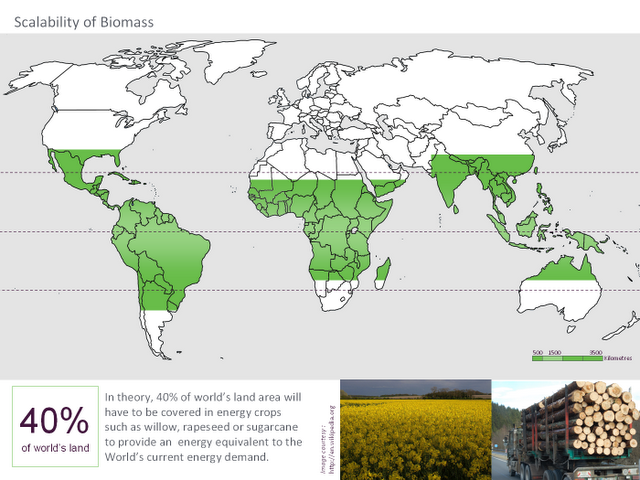 Scalability of Biomass
500 1500 3500
Kilometres
40%
of world's land
In theory, 40% of world's land area will
have to be covered in energy crops
such as willow, rapeseed or sugarcane
to provide an energy equivalent to the
World's current energy demand.
Image courtesy :
http://en.wikipedia.org